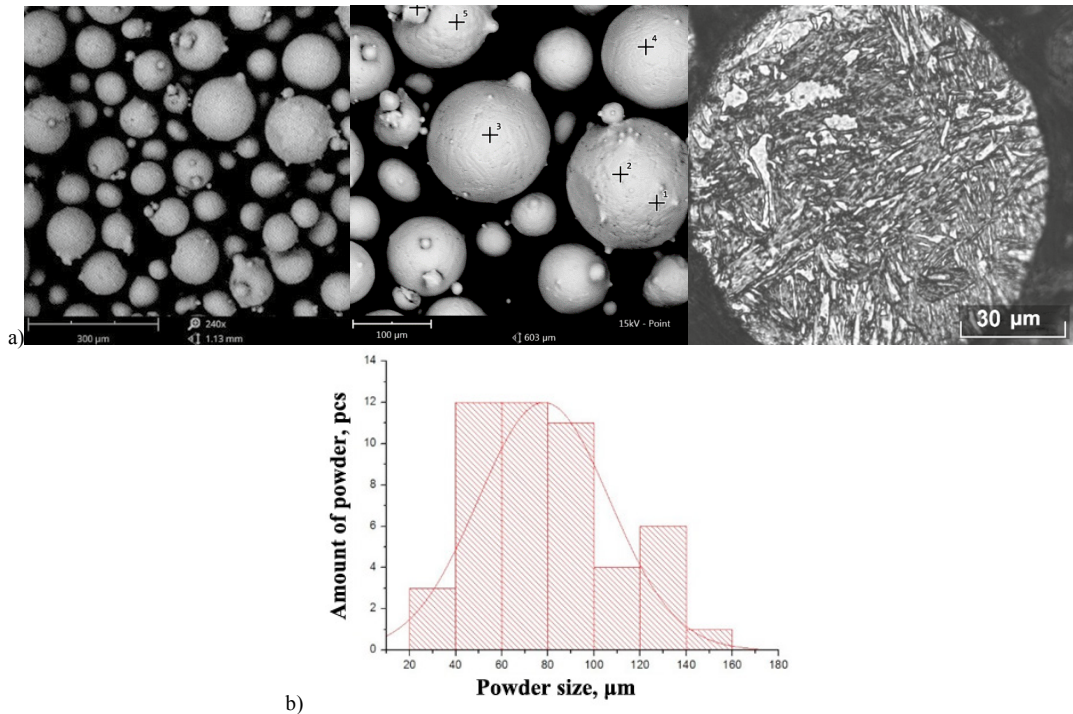 5
4
3
2
1
300 µm
240x
1.13 mm
100 µm
15kV - Point
603 µm
30 µm
a)
14
12
10
8
6
4
2
0
20 40 60 80 100 120 140 160 180
Amount of powder, pcs
Powder size, µm
b)